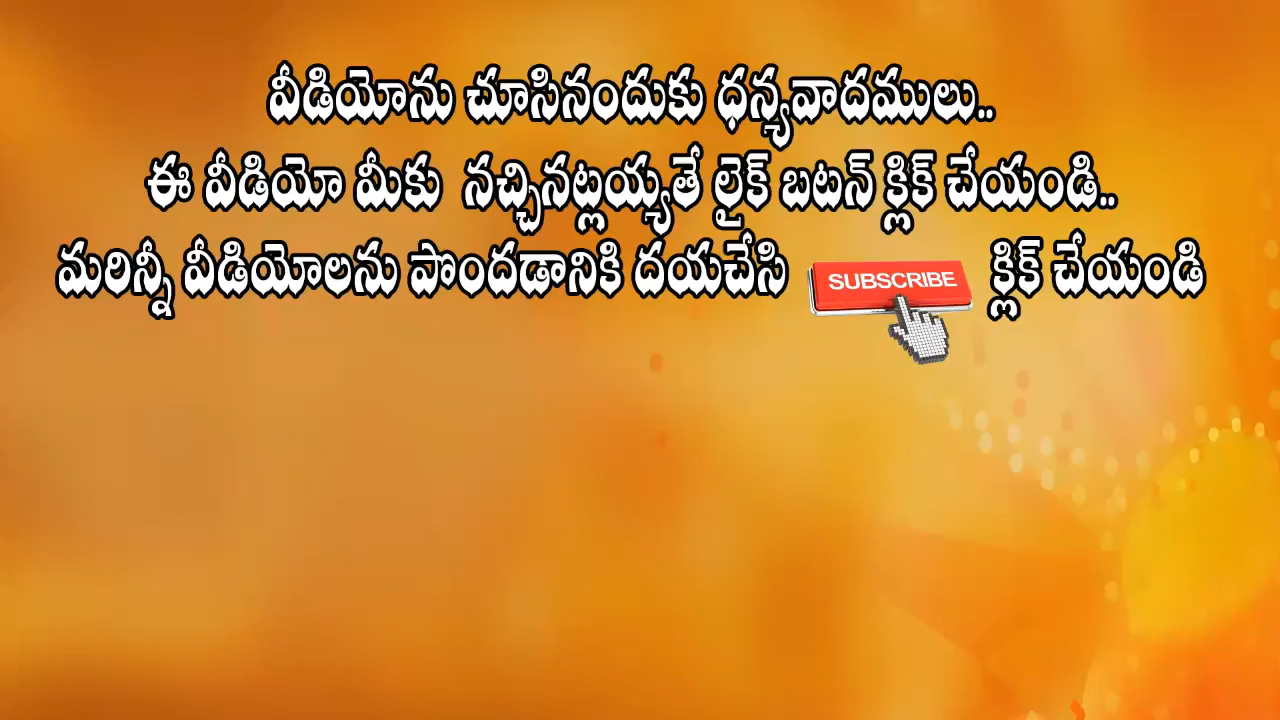 వీడియోను చూసినందుకు ధన్యవాదములు..
ఈ వీడియో మీకు నచ్చినట్లయ్యతే లైక్ బటన్ క్లిక్ చేయండి..
మరిన్నీ వీడియోలను పొందడానికి దయచేసి SUBSCRIBE క్లిక్ చేయండి